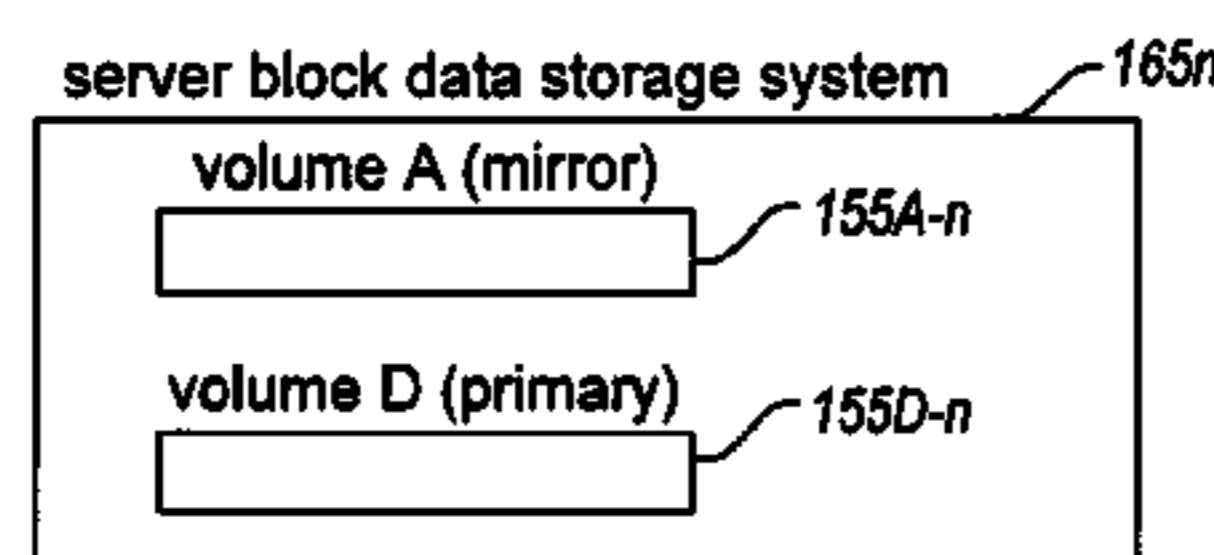 server block data storage system
165n
volume A (mirror)
155A-n
volume D (primary)
155D-n